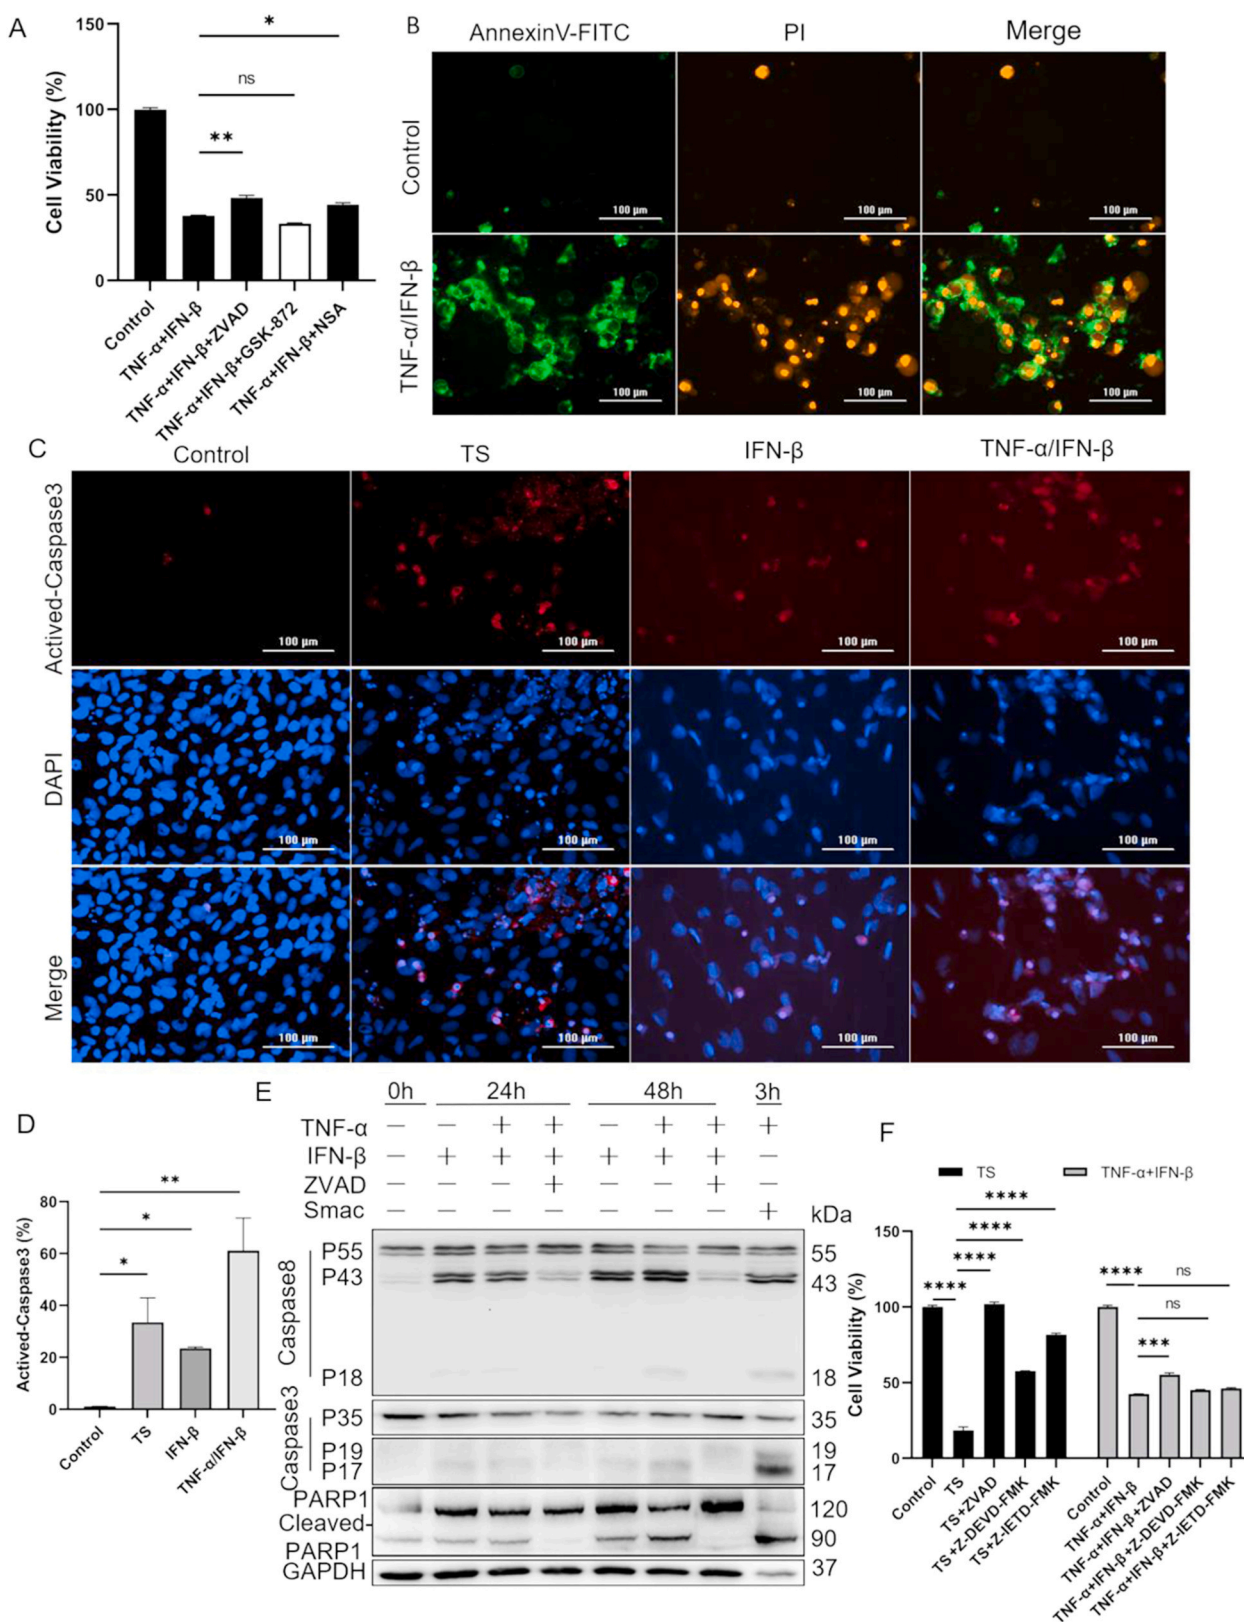 A
150
100
50
0
Cell Viability (%)
*
ns
**
Control
TNF-α+IFN-β
TNF-α+IFN-β+ZVAD
TNF-α+IFN-β+GSK-872
TNF-α+IFN-β+NSA
B
AnnexinV-FITC PI Merge
Control
100 µm 100 µm 100 µm
TNF-α/IFN-β
100 µm 100 µm 100 µm
C
Control TS IFN-β TNF-α/IFN-β
Actived-Caspase3
100 µm 100 µm 100 µm 100 µm
DAPI
100 µm 100 µm 100 µm 100 µm
Merge
100 µm 100 µm 100 µm 100 µm
D
80
60
40
20
0
Actived-Caspase3 (%)
**
*
*
Control
TS
IFN-β
TNF-α/IFN-β
E
0h 24h 48h 3h
TNF-α — — + + — + + +
IFN-β — + + + + + + —
ZVAD — — — + — — + —
Smac — — — — — — — +
kDa
Caspase8
P55 55
P43 43
P18 18
Caspase3
P35 35
P19 19
P17 17
PARP1 120
Cleaved- 90
PARP1
GAPDH 37
F
TS TNF-α+IFN-β
150
100
50
0
Cell Viability (%)
****
****
****
****
ns
ns
***
****
Control
TS
TS+ZVAD
TS+Z-DEVD-FMK
TS+Z-IETD-FMK
Control
TNF-α+IFN-β
TNF-α+IFN-β+ZVAD
TNF-α+IFN-β+Z-DEVD-FMK
TNF-α+IFN-β+Z-IETD-FMK